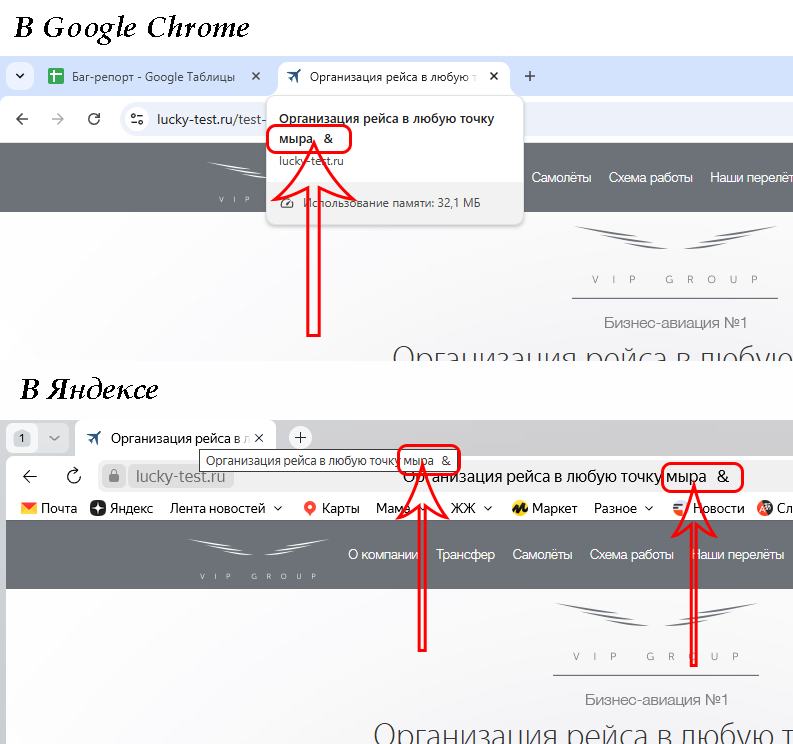 В Google Chrome
Баг-репорт - Google Таблицы
Организация рейса в любую т
lucky-test.ru/test-
Организация рейса в любую точку
мыра &
lucky-test.ru
Использование памяти: 32,1 МБ
Самолёты Схема работы Наши перелёт
VIP
VIP GROUP
Бизнес-авиация №1
Организация рейса в любую
В Яндексе
1 Организация рейса в л
Организация рейса в любую точку мыра &
lucky-test.ru Организация рейса в любую точку мыра &
Почта Яндекс Лента новостей Карты Мама ЖЖ Маркет Разное Новости Сл
О компании Трансфер Самолёты Схема работы Наши перелёты
VIP GROUP
VIP GROUP
Бизнес-авиация №1
Организация рейса в любую т